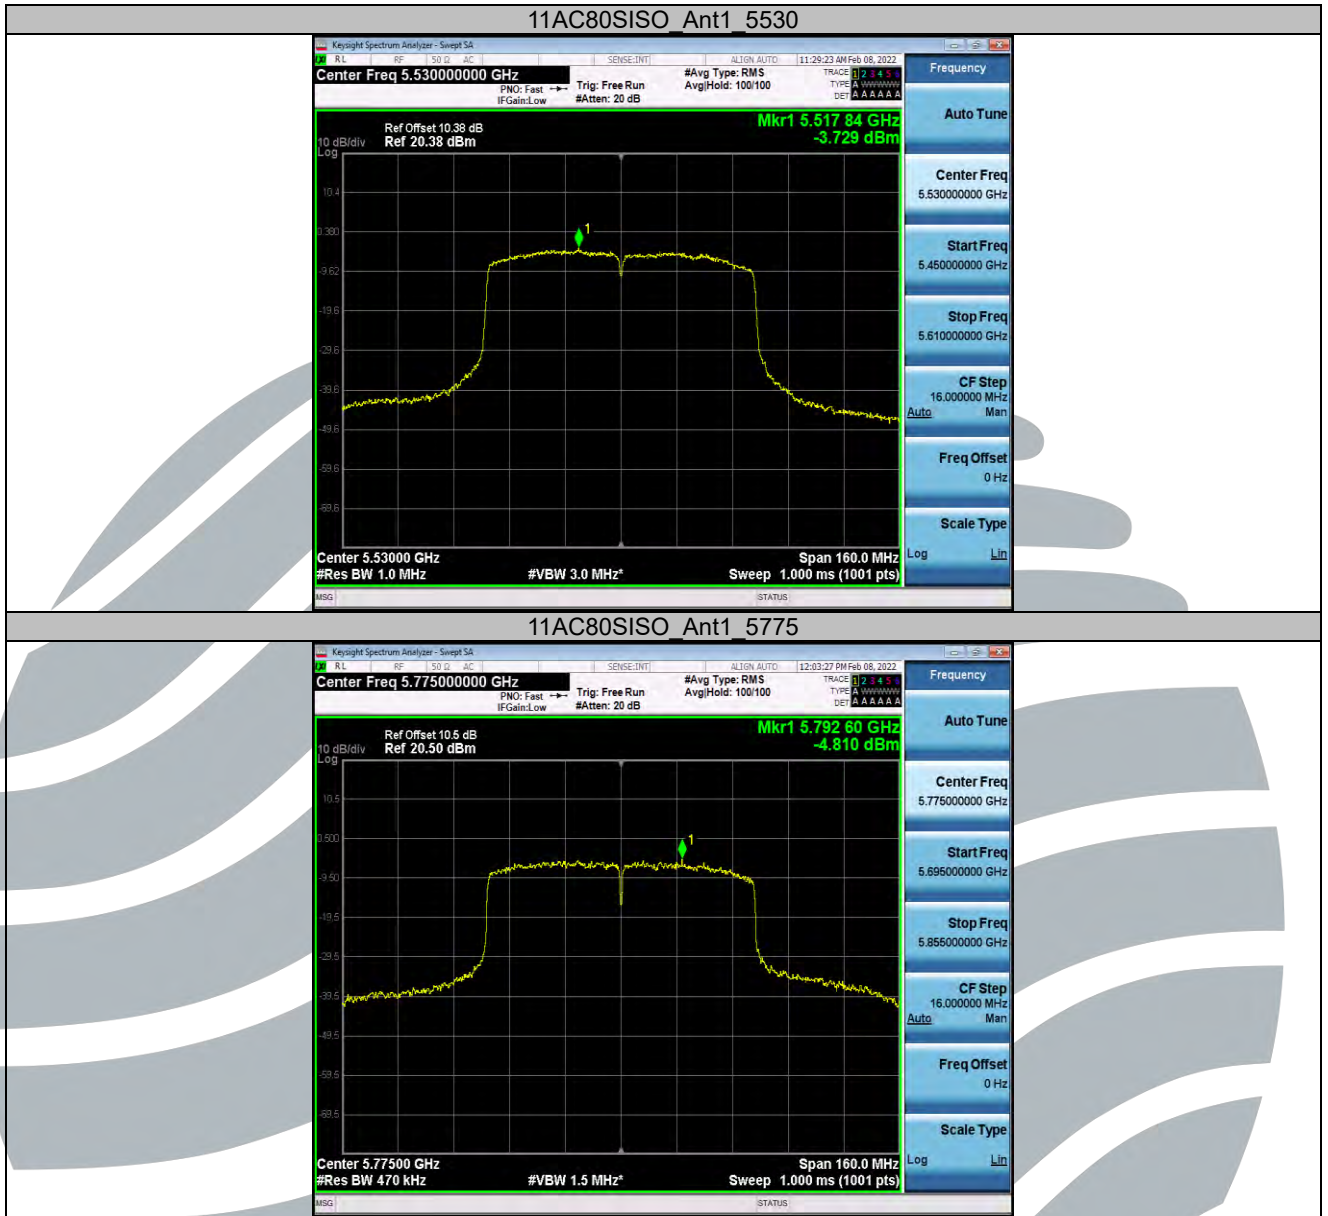 11AC80SISO_Ant1_5530
Keysight Spectrum Analyzer - Swept SA
RL RF 50 Ω AC SENSE:INT ALIGN AUTO 11:29:23 AM Feb 08, 2022
Center Freq 5.530000000 GHz #Avg Type: RMS TRACE 1 2 3 4 5 6
PNO: Fast Trig: Free Run Avg|Hold: 100/100 TYPE A WWWWW
IFGain:Low #Atten: 20 dB DET A A A A A A
Frequency
Mkr1 5.517 84 GHz
-3.729 dBm
Ref Offset 10.38 dB
10 dB/div Ref 20.38 dBm
Log
10.4
0.380
-9.62
-19.6
-29.6
-39.6
-49.6
-59.6
-69.6
1
Center 5.53000 GHz Span 160.0 MHz
#Res BW 1.0 MHz #VBW 3.0 MHz* Sweep 1.000 ms (1001 pts)
MSG STATUS
Auto Tune
Center Freq
5.530000000 GHz
Start Freq
5.450000000 GHz
Stop Freq
5.610000000 GHz
CF Step
16.000000 MHz
Auto Man
Freq Offset
0 Hz
Scale Type
Log Lin
11AC80SISO_Ant1_5775
Keysight Spectrum Analyzer - Swept SA
RL RF 50 Ω AC SENSE:INT ALIGN AUTO 12:03:27 PM Feb 08, 2022
Center Freq 5.775000000 GHz #Avg Type: RMS TRACE 1 2 3 4 5 6
PNO: Fast Trig: Free Run Avg|Hold: 100/100 TYPE A WWWWW
IFGain:Low #Atten: 20 dB DET A A A A A A
Frequency
Mkr1 5.792 60 GHz
-4.810 dBm
Ref Offset 10.5 dB
10 dB/div Ref 20.50 dBm
Log
10.5
0.500
-9.50
-19.5
-29.5
-39.5
-49.5
-59.5
-69.5
1
Center 5.77500 GHz Span 160.0 MHz
#Res BW 470 kHz #VBW 1.5 MHz* Sweep 1.000 ms (1001 pts)
MSG STATUS
Auto Tune
Center Freq
5.775000000 GHz
Start Freq
5.695000000 GHz
Stop Freq
5.855000000 GHz
CF Step
16.000000 MHz
Auto Man
Freq Offset
0 Hz
Scale Type
Log Lin